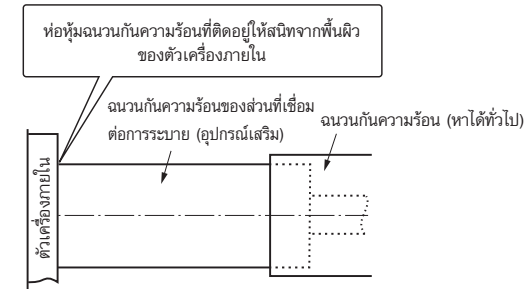 ห่อหุ้มฉนวนกันความร้อนที่ติดอยู่ให้สนิทจากพื้นผิว
ของตัวเครื่องภายใน
ฉนวนกันความร้อนของส่วนที่เชื่อม
ต่อการระบาย (อุปกรณ์เสริม)
ฉนวนกันความร้อน (หาได้ทั่วไป)
ตัวเครื่องภายใน